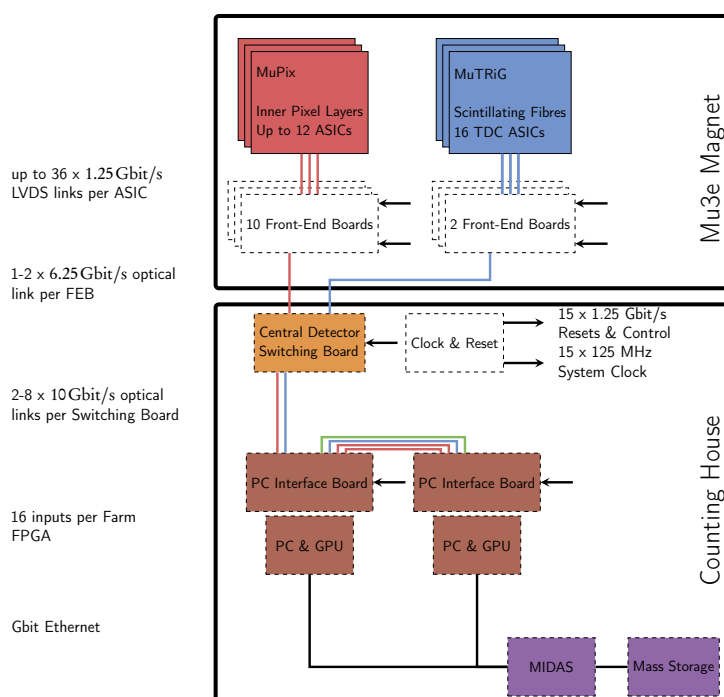 MuPix
Inner Pixel Layers
Up to 12 ASICs
MuTRiG
Scintillating Fibres
16 TDC ASICs
Mu3e Magnet
up to 36 x 1.25 Gbit/s
LVDS links per ASIC
10 Front-End Boards
2 Front-End Boards
1-2 x 6.25 Gbit/s optical
link per FEB
Central Detector
Switching Board
Clock & Reset
15 x 1.25 Gbit/s
Resets & Control
15 x 125 MHz
System Clock
2-8 x 10 Gbit/s optical
links per Switching Board
Counting House
PC Interface Board
PC Interface Board
16 inputs per Farm
FPGA
PC & GPU
PC & GPU
Gbit Ethernet
MIDAS
Mass Storage